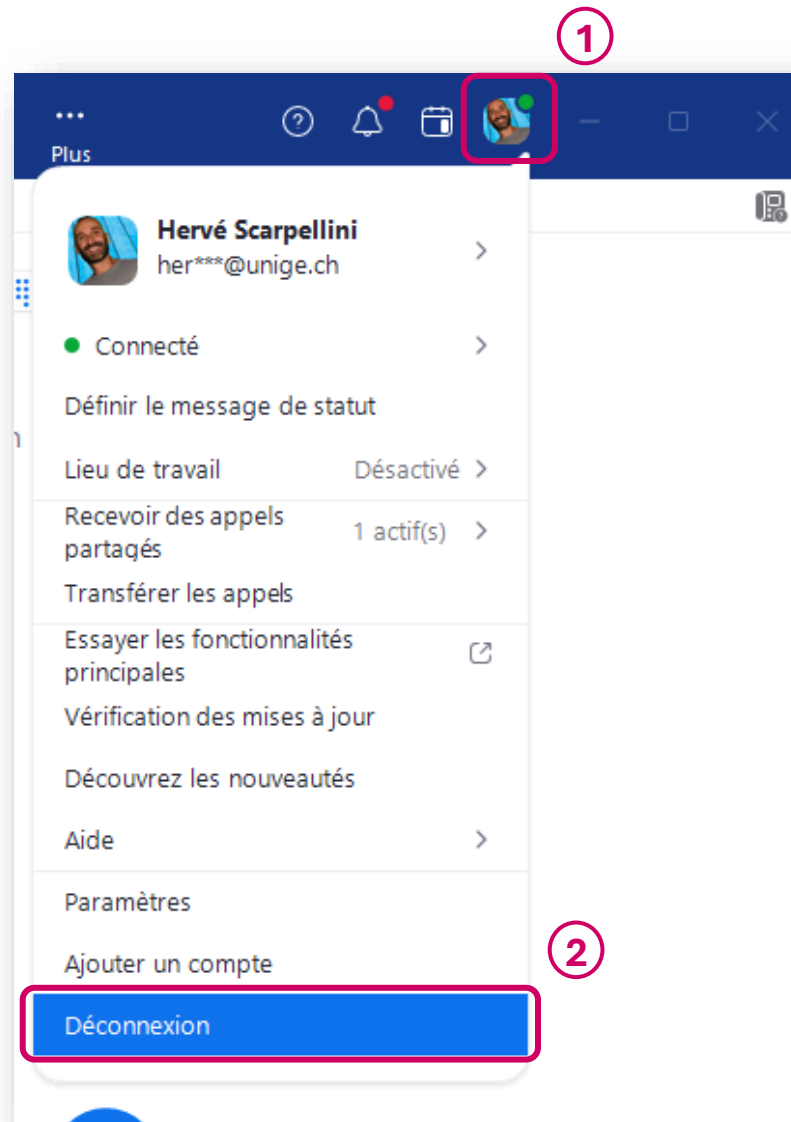 1
Plus
Hervé Scarpellini
her***@unige.ch
Connecté
Définir le message de statut
Lieu de travail Désactivé
Recevoir des appels
partagés
1 actif(s)
Transférer les appels
Essayer les fonctionnalités
principales
Vérification des mises à jour
Découvrez les nouveautés
Aide
Paramètres
Ajouter un compte
2
Déconnexion